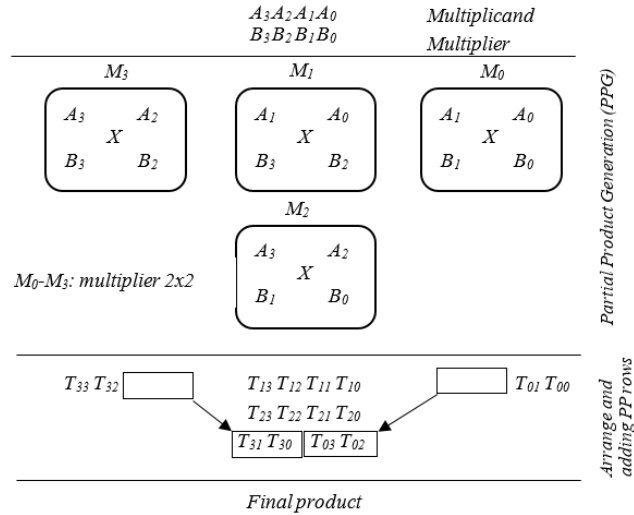 A3A2A1A0 Multiplicand
B3B2B1B0 Multiplier
M3 M1 M0
A3 A2 A1 A0 A1 A0
X X X
B3 B2 B3 B2 B1 B0
M2
A3 A2
X
B1 B0
M0-M3: multiplier 2x2
Partial Product Generation (PPG)
T33 T32 T13 T12 T11 T10 T01 T00
T23 T22 T21 T20
T31 T30 T03 T02
Arrange and
adding PP rows
Final product